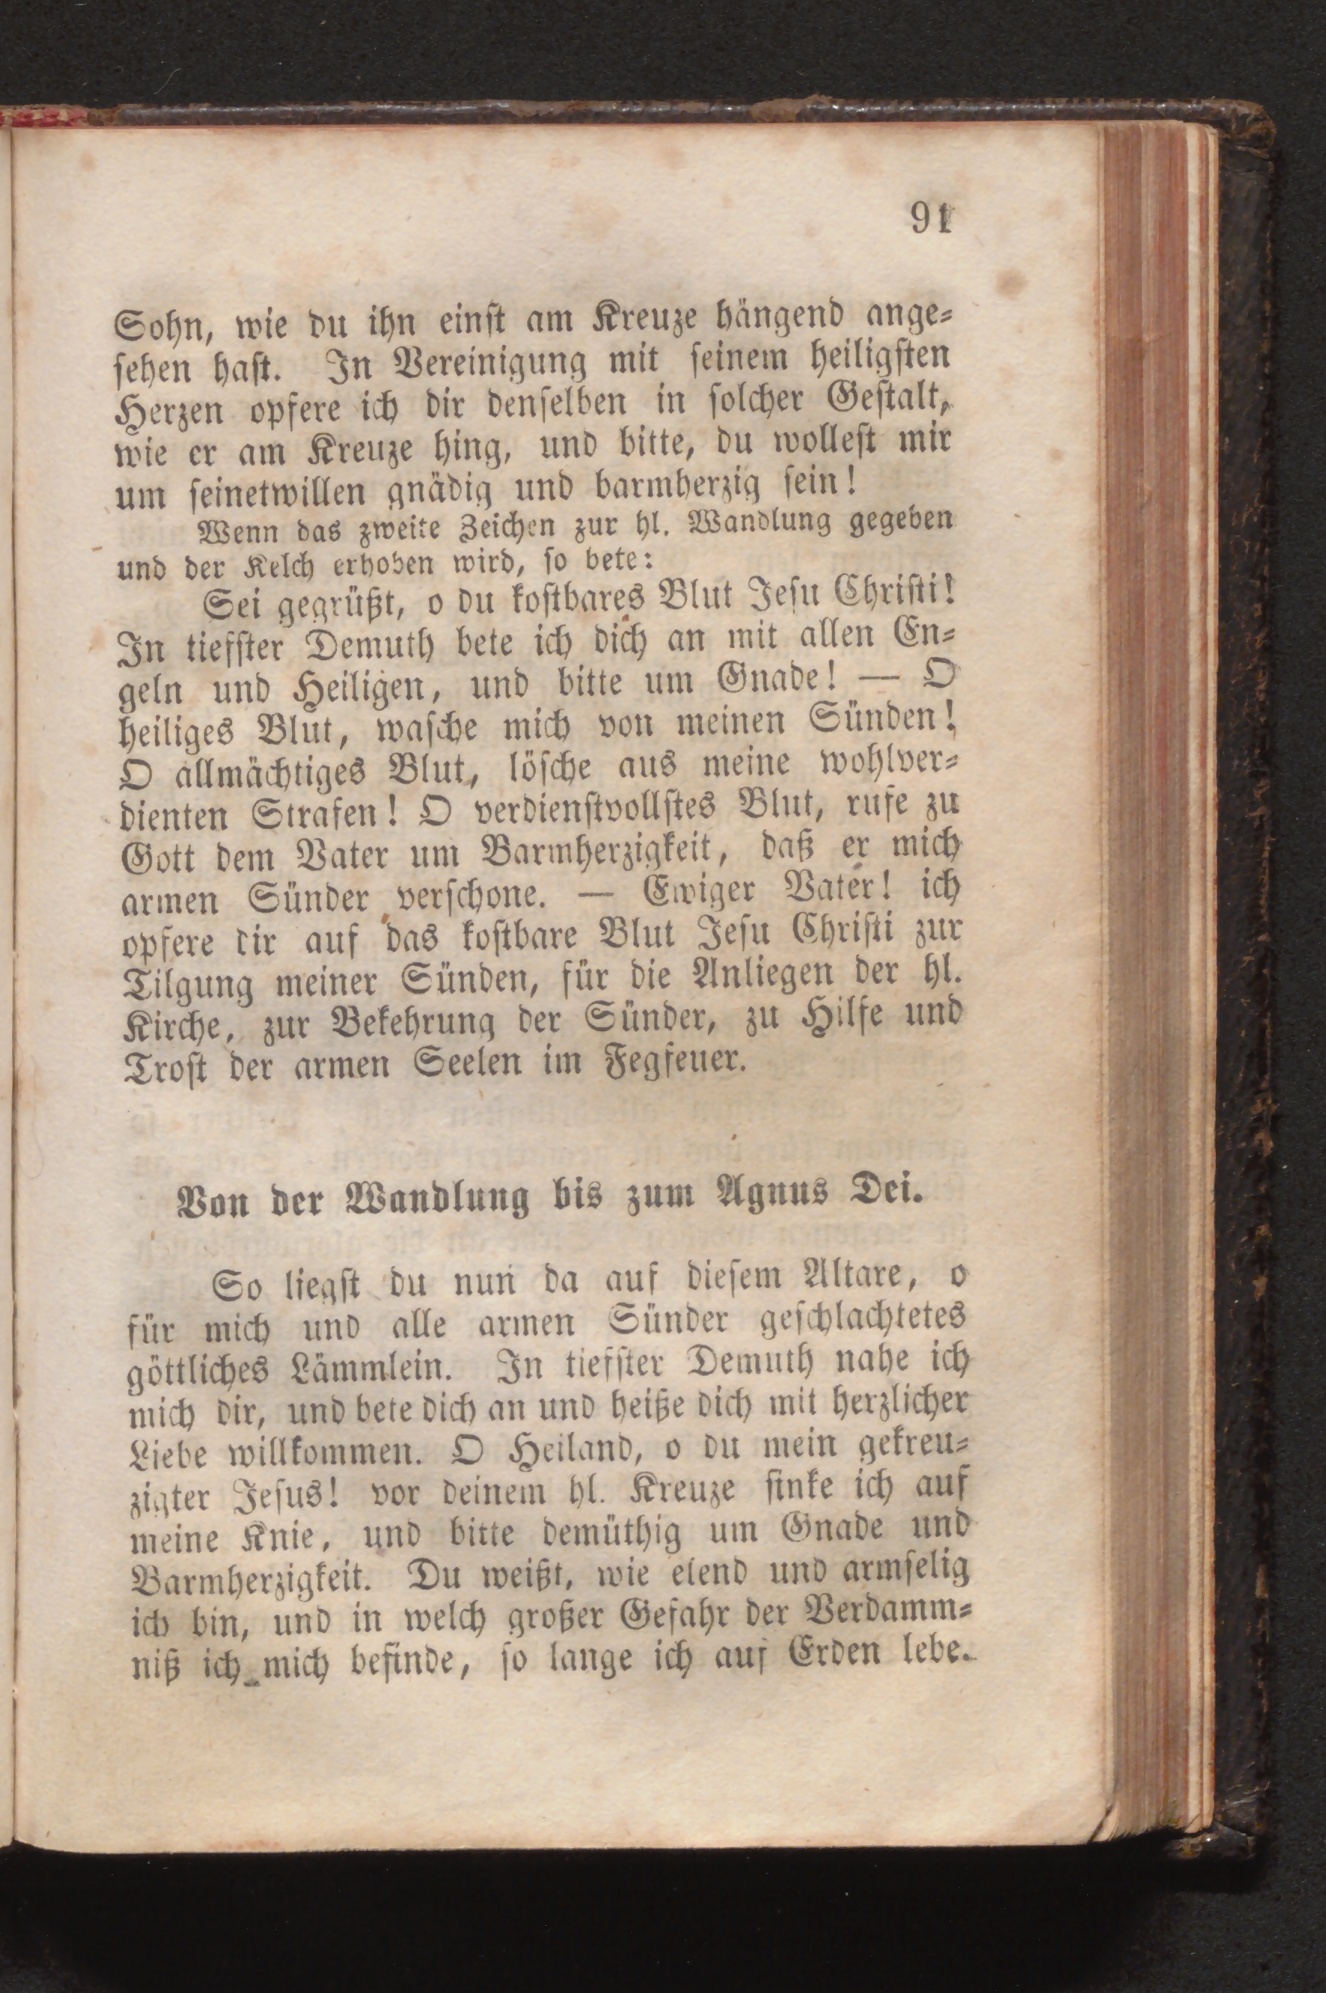 91
Sohn, wie du ihn einst am Kreuze hängend ange-
sehen hast. In Vereinigung mit seinem heiligsten
Herzen opfere ich dir denselben in solcher Gestalt,
wie er am Kreuze hing, und bitte, du wollest mir
um seinetwillen gnädig und barmherzig sein!
Wenn das zweite Zeichen zur hl. Wandlung gegeben
und der Kelch erhoben wird, so bete:
Sei gegrüßt, o du kostbares Blut Jesu Christi!
In tiefster Demuth bete ich dich an mit allen En-
geln und Heiligen, und bitte um Gnade! — O
heiliges Blut, wasche mich von meinen Sünden!
O allmächtiges Blut, lösche aus meine wohlver-
dienten Strafen! O verdienstvollstes Blut, rufe zu
Gott dem Vater um Barmherzigkeit, daß er mich
armen Sünder verschone. — Ewiger Vater! ich
opfere dir auf das kostbare Blut Jesu Christi zur
Tilgung meiner Sünden, für die Anliegen der hl.
Kirche, zur Bekehrung der Sünder, zu Hilfe und
Trost der armen Seelen im Fegfeuer.
Von der Wandlung bis zum Agnus Dei.
So liegst du nun da auf diesem Altare, o
für mich und alle armen Sünder geschlachtetes
göttliches Lämmlein. In tiefster Demuth nahe ich
mich dir, und bete dich an und heiße dich mit herzlicher
Liebe willkommen. O Heiland, o du mein gekreu-
zigter Jesus! vor deinem hl. Kreuze sinke ich auf
meine Knie, und bitte demüthig um Gnade und
Barmherzigkeit. Du weißt, wie elend und armselig
ich bin, und in welch großer Gefahr der Verdamm-
niß ich mich befinde, so lange ich auf Erden lebe.